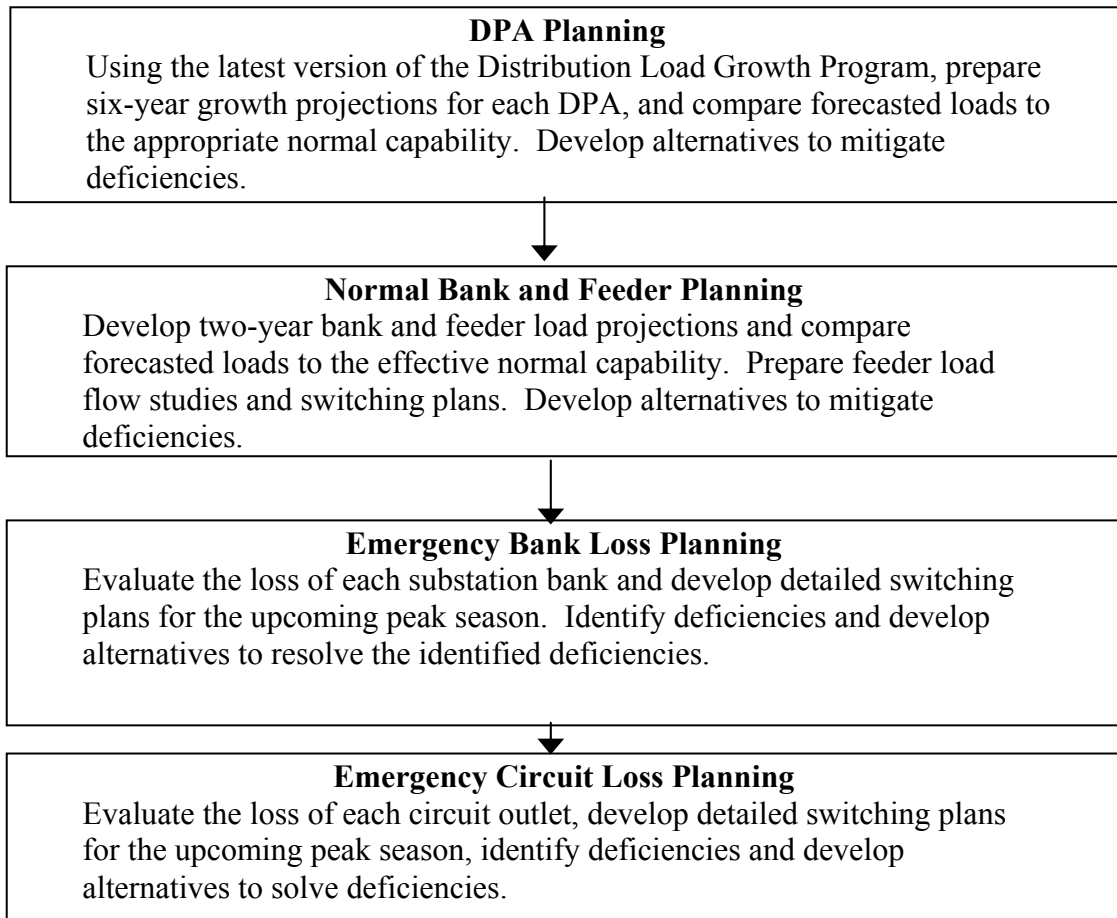 DPA Planning
Using the latest version of the Distribution Load Growth Program, prepare
six-year growth projections for each DPA, and compare forecasted loads to
the appropriate normal capability.  Develop alternatives to mitigate
deficiencies.
Normal Bank and Feeder Planning
Develop two-year bank and feeder load projections and compare
forecasted loads to the effective normal capability.  Prepare feeder load
flow studies and switching plans.  Develop alternatives to mitigate
deficiencies.
Emergency Bank Loss Planning
Evaluate the loss of each substation bank and develop detailed switching
plans for the upcoming peak season.  Identify deficiencies and develop
alternatives to resolve the identified deficiencies.
Emergency Circuit Loss Planning
Evaluate the loss of each circuit outlet, develop detailed switching plans
for the upcoming peak season, identify deficiencies and develop
alternatives to solve deficiencies.